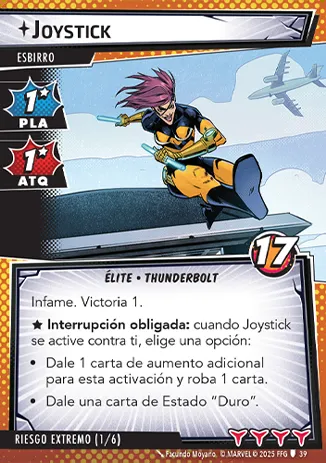 Joystick
ESBIRRO
1
PLA
1
ATQ
17
ÉLITE • THUNDERBOLT
Infame. Victoria 1.
★ Interrupción obligada: cuando Joystick
se active contra ti, elige una opción:
• Dale 1 carta de aumento adicional
para esta activación y roba 1 carta.
• Dale una carta de Estado “Duro”.
RIESGO EXTREMO (1/6)
Facundo Moyano. © MARVEL © 2025 FFG 39